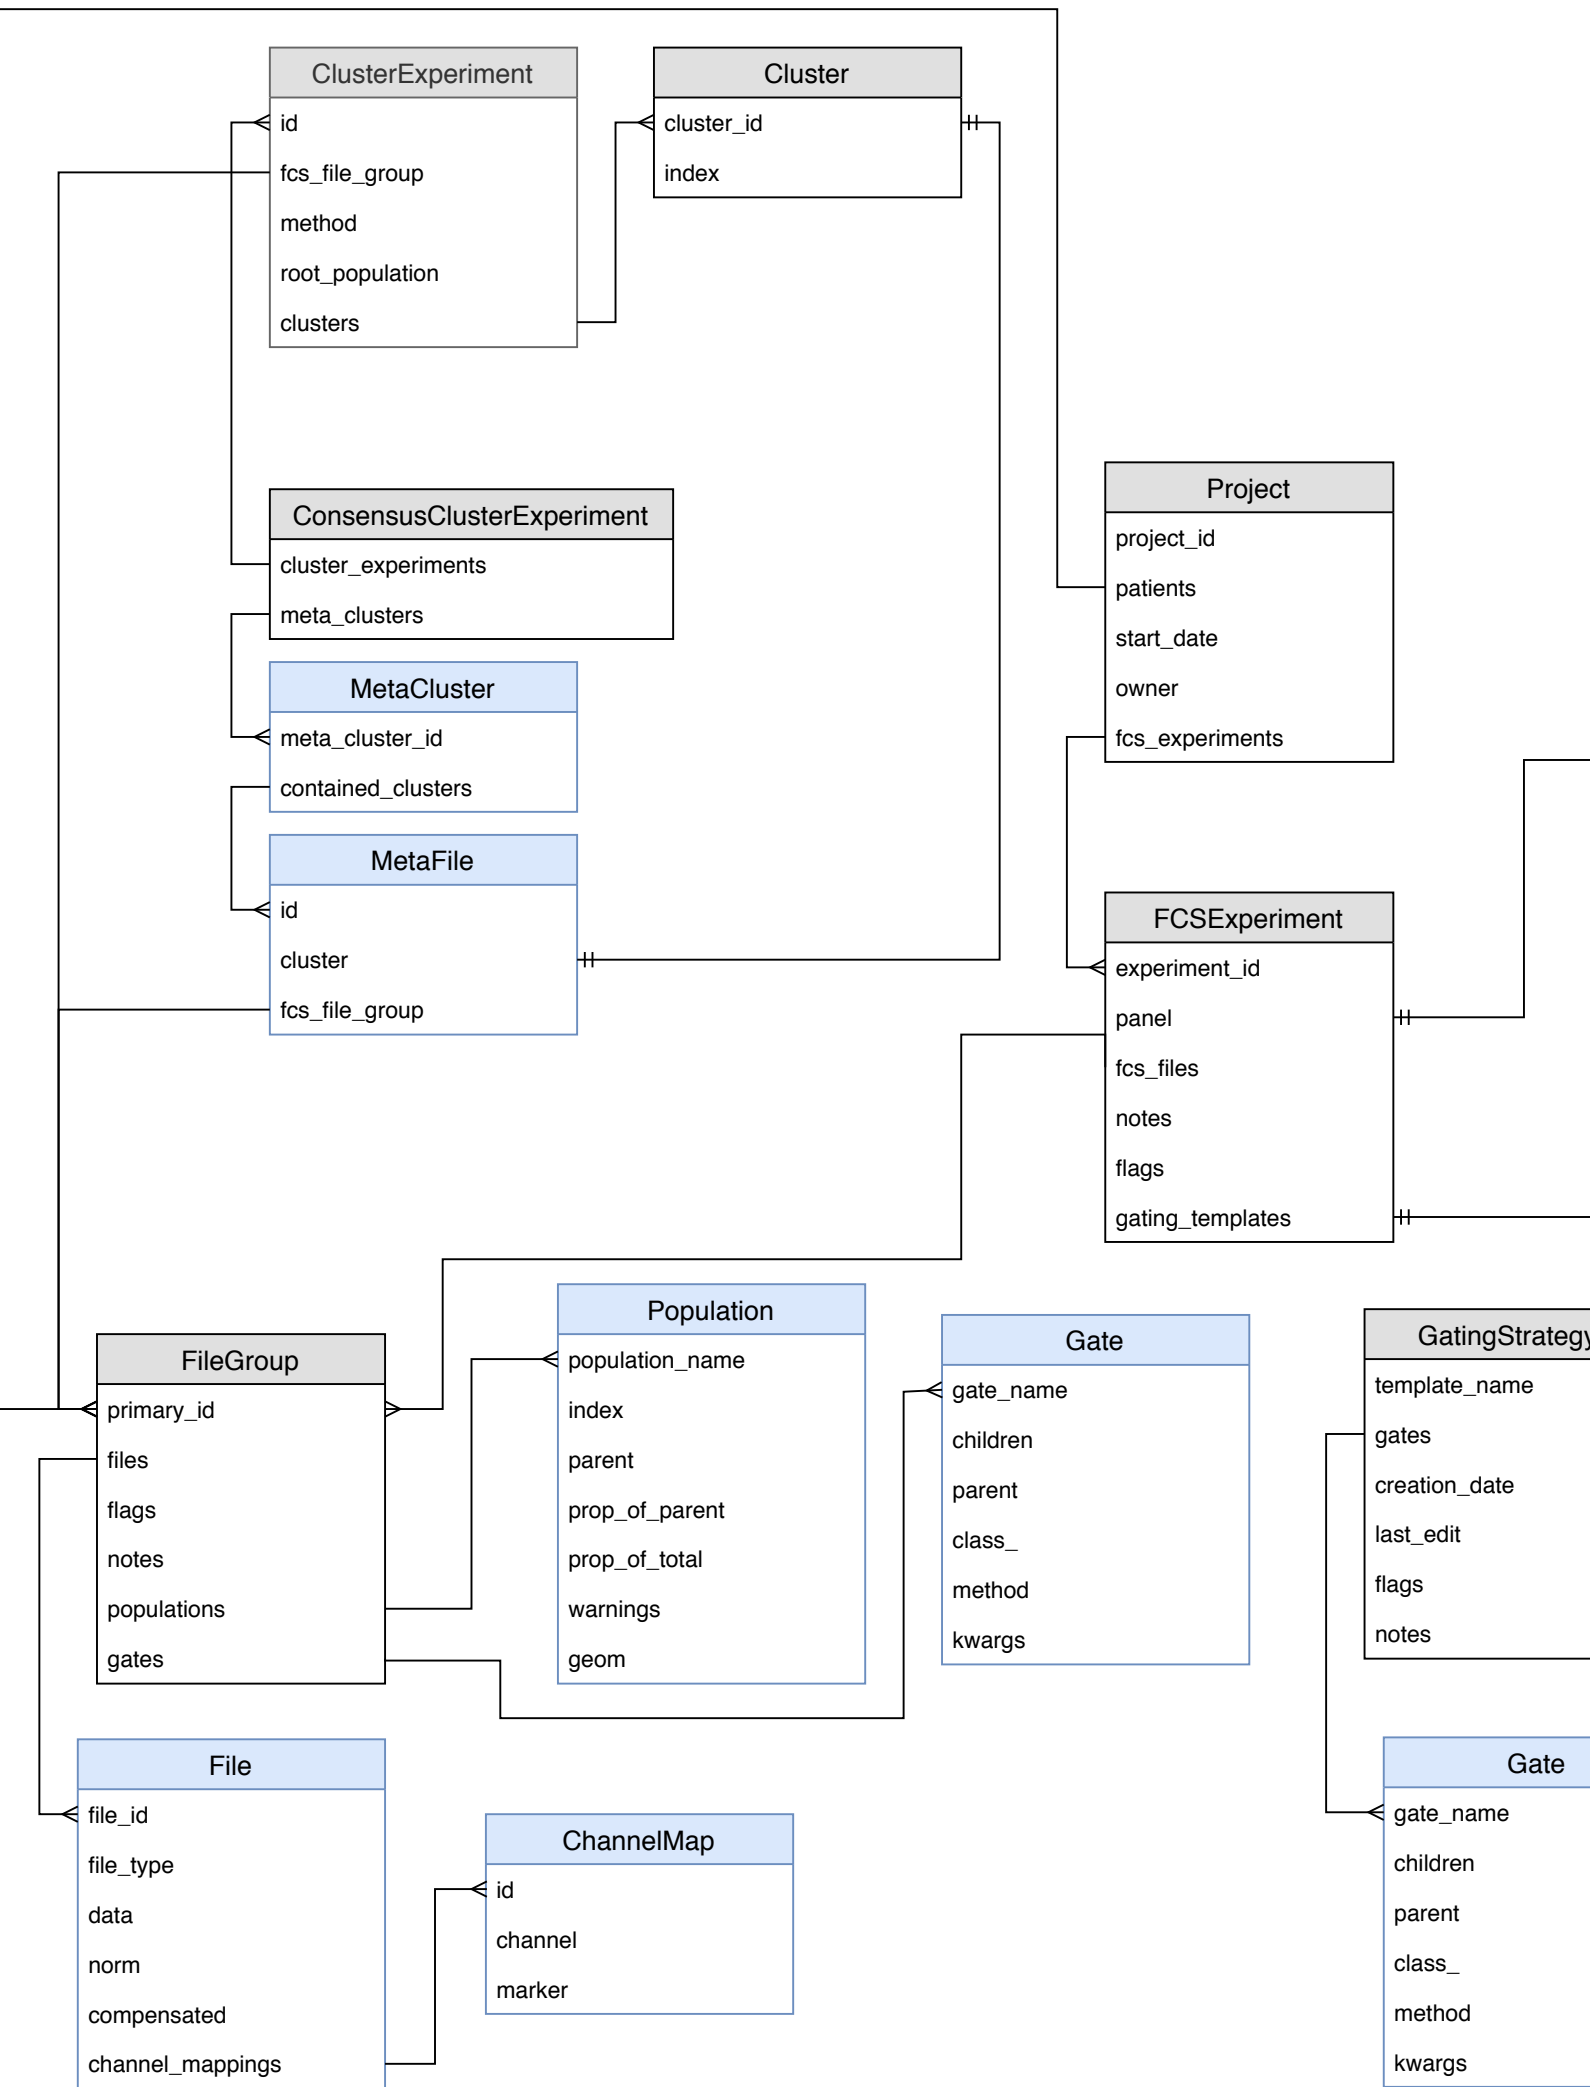 ClusterExperiment
id
fcs_file_group
method
root_population
clusters
Cluster
cluster_id
index
ConsensusClusterExperiment
cluster_experiments
meta_clusters
MetaCluster
meta_cluster_id
contained_clusters
MetaFile
id
cluster
fcs_file_group
Project
project_id
patients
start_date
owner
fcs_experiments
FCSExperiment
experiment_id
panel
fcs_files
notes
flags
gating_templates
FileGroup
primary_id
files
flags
notes
populations
gates
Population
population_name
index
parent
prop_of_parent
prop_of_total
warnings
geom
Gate
gate_name
children
parent
class_
method
kwargs
GatingStrategy
template_name
gates
creation_date
last_edit
flags
notes
File
file_id
file_type
data
norm
compensated
channel_mappings
ChannelMap
id
channel
marker
Gate
gate_name
children
parent
class_
method
kwargs